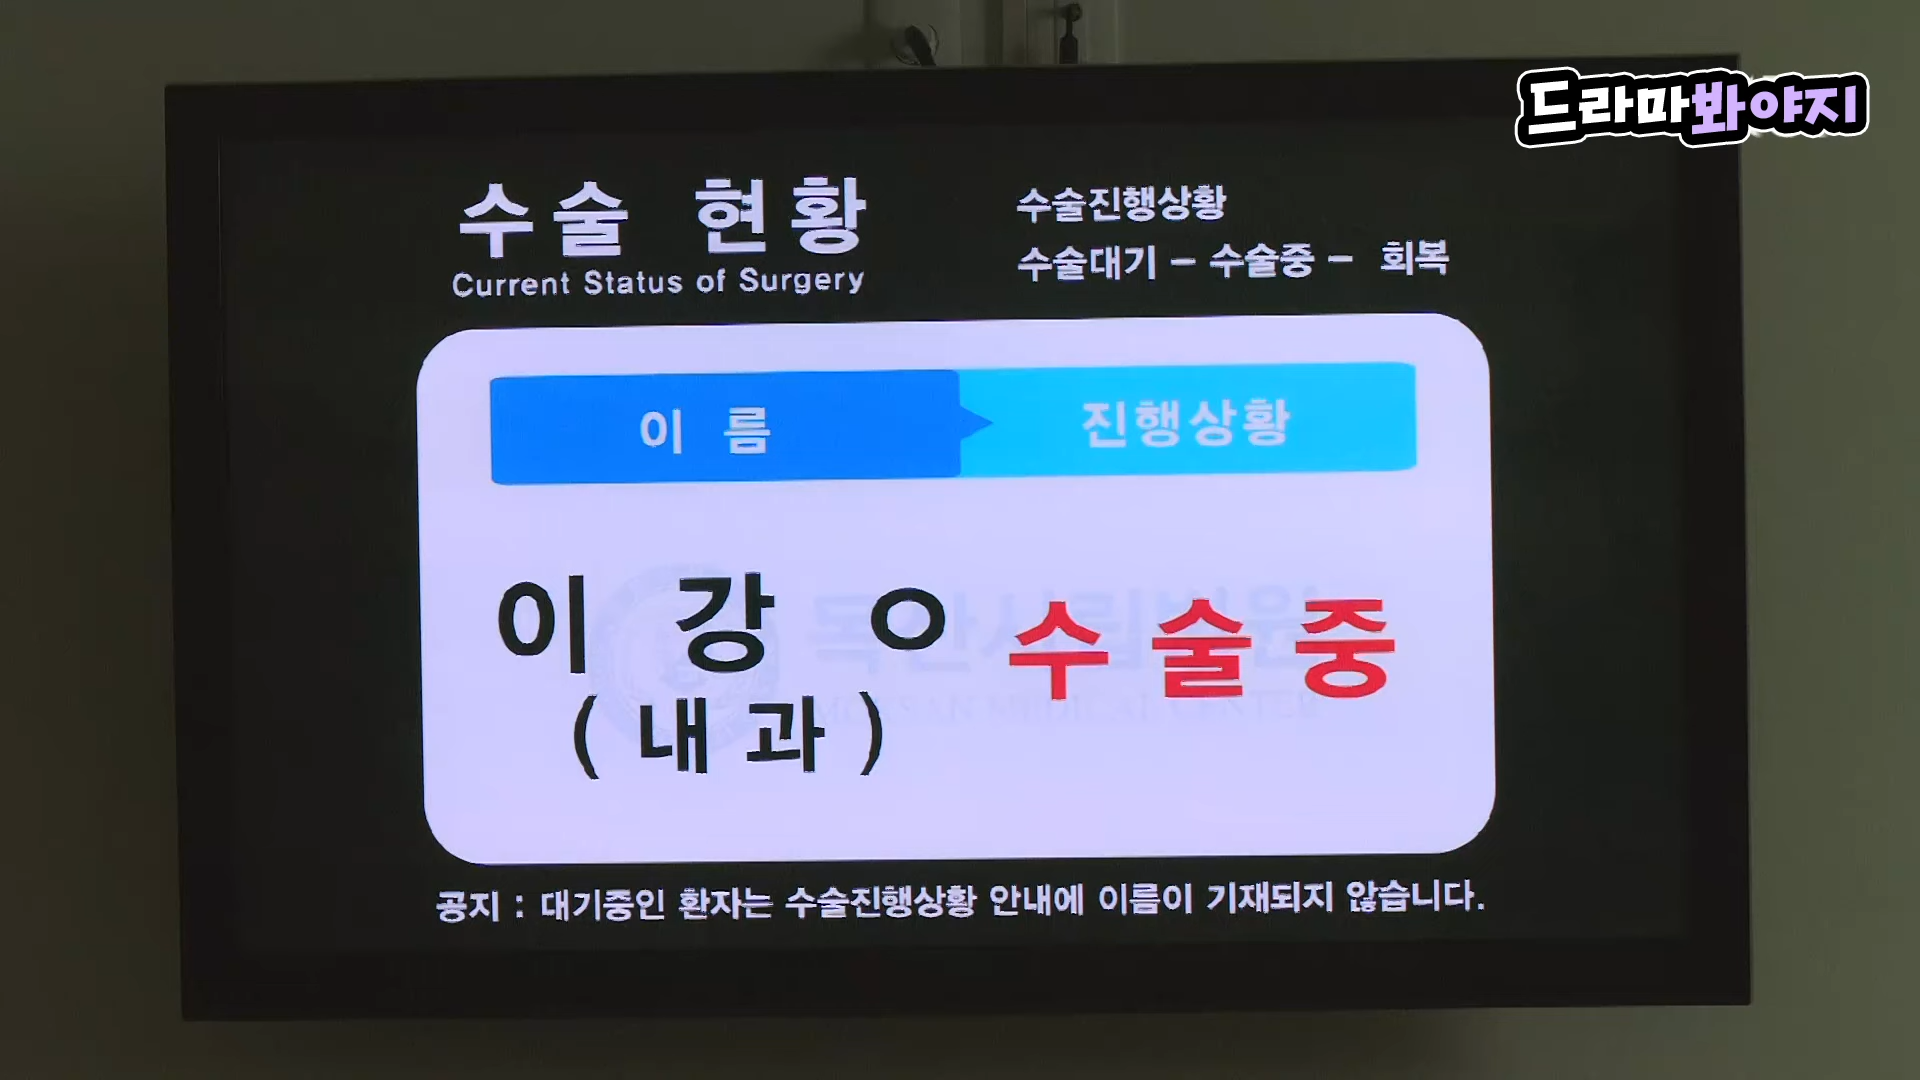 드라마봐야지
수술 현황
Current Status of Surgery
수술진행상황
수술대기 - 수술중 - 회복
이 름
진행상황
이 강 ㅇ
수 술 중
( 내 과 )
MEDICAL CENTER
공지 : 대기중인 환자는 수술진행상황 안내에 이름이 기재되지 않습니다.